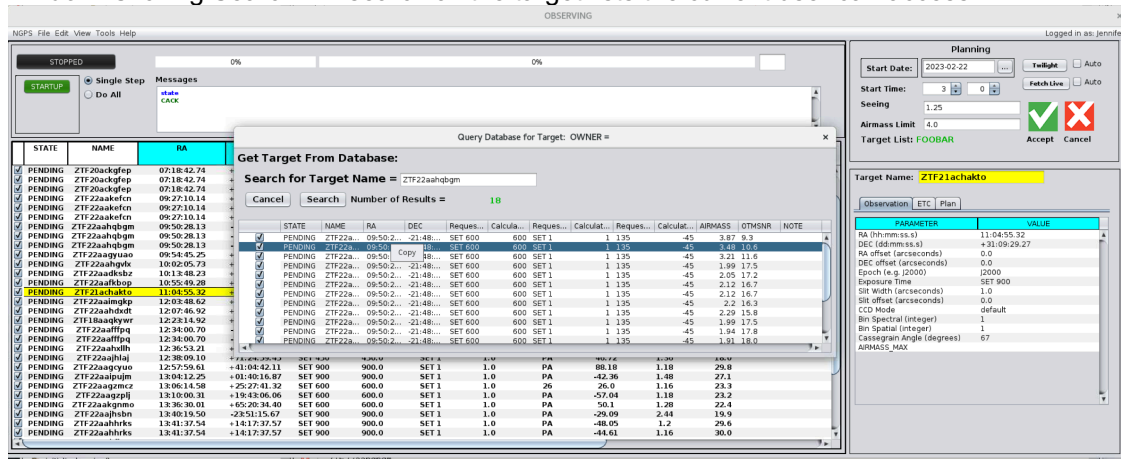 OBSERVING
NGPS File Edit View Tools Help
Logged in as: Jennife
STOPPED
0%
0%
STARTUP
Single Step
Do All
Messages
state
CACK
Planning
Start Date: 2023-02-22 ... Twilight Auto
Start Time: 3 0 Fetch Live Auto
Seeing 1.25
Airmass Limit 4.0
Target List: FOOBAR Accept Cancel
Query Database for Target: OWNER =
Get Target From Database:
Search for Target Name = ZTF22aahqbgm
Cancel Search Number of Results = 18
STATE NAME RA DEC Reques... Calcula... Reques... Calculat... Reques... Calculat... AIRMASS OTMSNR NOTE
PENDING ZTF22a... 09:50:2... -21:48:... SET 600 600 SET 1 1 135 -45 3.87 9.3
PENDING ZTF22a... 09:50: 48:... SET 600 600 SET 1 1 135 -45 3.48 10.6
Copy
PENDING ZTF22a... 09:50: 48:... SET 600 600 SET 1 1 135 -45 3.21 11.6
PENDING ZTF22a... 09:50:2... -21:48:... SET 600 600 SET 1 1 135 -45 1.99 17.5
PENDING ZTF22a... 09:50:2... -21:48:... SET 600 600 SET 1 1 135 -45 2.05 17.2
PENDING ZTF22a... 09:50:2... -21:48:... SET 600 600 SET 1 1 135 -45 2.12 16.7
PENDING ZTF22a... 09:50:2... -21:48:... SET 600 600 SET 1 1 135 -45 2.12 16.7
PENDING ZTF22a... 09:50:2... -21:48:... SET 600 600 SET 1 1 135 -45 2.2 16.3
PENDING ZTF22a... 09:50:2... -21:48:... SET 600 600 SET 1 1 135 -45 2.29 15.8
PENDING ZTF22a... 09:50:2... -21:48:... SET 600 600 SET 1 1 135 -45 1.99 17.5
PENDING ZTF22a... 09:50:2... -21:48:... SET 600 600 SET 1 1 135 -45 1.94 17.8
PENDING ZTF22a... 09:50:2... -21:48:... SET 600 600 SET 1 1 135 -45 1.91 18.0
STATE NAME RA
PENDING ZTF20ackgfep 07:18:42.74
PENDING ZTF20ackgfep 07:18:42.74
PENDING ZTF20ackgfep 07:18:42.74
PENDING ZTF22aakefcn 09:27:10.14
PENDING ZTF22aakefcn 09:27:10.14
PENDING ZTF22aakefcn 09:27:10.14
PENDING ZTF22aahqbgm 09:50:28.13
PENDING ZTF22aahqbgm 09:50:28.13
PENDING ZTF22aahqbgm 09:50:28.13
PENDING ZTF22aagyuao 09:54:45.25
PENDING ZTF22aahgvlx 10:02:05.73
PENDING ZTF22aadksbz 10:13:48.23
PENDING ZTF22aafkbop 10:55:49.28
PENDING ZTF21achakto 11:04:55.32
PENDING ZTF22aaimgkp 12:03:48.62
PENDING ZTF22aahdxdt 12:07:46.92
PENDING ZTF18aaqkywr 12:23:14.92
PENDING ZTF22aafffpq 12:34:00.70
PENDING ZTF22aafffpq 12:34:00.70
PENDING ZTF22aahxdlh 12:36:53.21
PENDING ZTF22aajhlaj 12:38:09.10
PENDING ZTF22aagcyuo 12:57:59.61 +41:04:42.11 SET 900 900.0 SET 1 1.0 PA 88.18 1.18 29.8
PENDING ZTF22aaipujm 13:04:12.25 +01:40:16.87 SET 900 900.0 SET 1 1.0 PA -42.36 1.48 27.1
PENDING ZTF22aagzmcz 13:06:14.58 +25:27:41.32 SET 600 600.0 SET 1 1.0 26 26.0 1.16 23.3
PENDING ZTF22aagzplj 13:10:00.31 +19:43:06.06 SET 600 600.0 SET 1 1.0 PA -57.04 1.18 23.2
PENDING ZTF22aakgnmo 13:36:30.01 +65:20:34.40 SET 600 600.0 SET 1 1.0 PA 50.1 1.28 22.4
PENDING ZTF22aajhsbn 13:40:19.50 -23:51:15.67 SET 900 900.0 SET 1 1.0 PA -29.09 2.44 19.9
PENDING ZTF22aahhrks 13:41:37.54 +14:17:37.57 SET 900 900.0 SET 1 1.0 PA -48.05 1.2 29.6
PENDING ZTF22aahhrks 13:41:37.54 +14:17:37.57 SET 900 900.0 SET 1 1.0 PA -44.61 1.16 30.0
Target Name: ZTF21achakto
Observation ETC Plan
PARAMETER VALUE
RA (hh:mm:ss.s) 11:04:55.32
DEC (dd:mm:ss.s) +31:09:29.27
RA offset (arcseconds) 0.0
DEC offset (arcseconds) 0.0
Epoch (e.g. J2000) J2000
Exposure Time SET 900
Slit Width (arcseconds) 1.0
Slit offset (arcseconds) 0.0
CCD Mode default
Bin Spectral (integer) 1
Bin Spatial (integer) 1
Cassegrain Angle (degrees) 67
AIRMASS_MAX